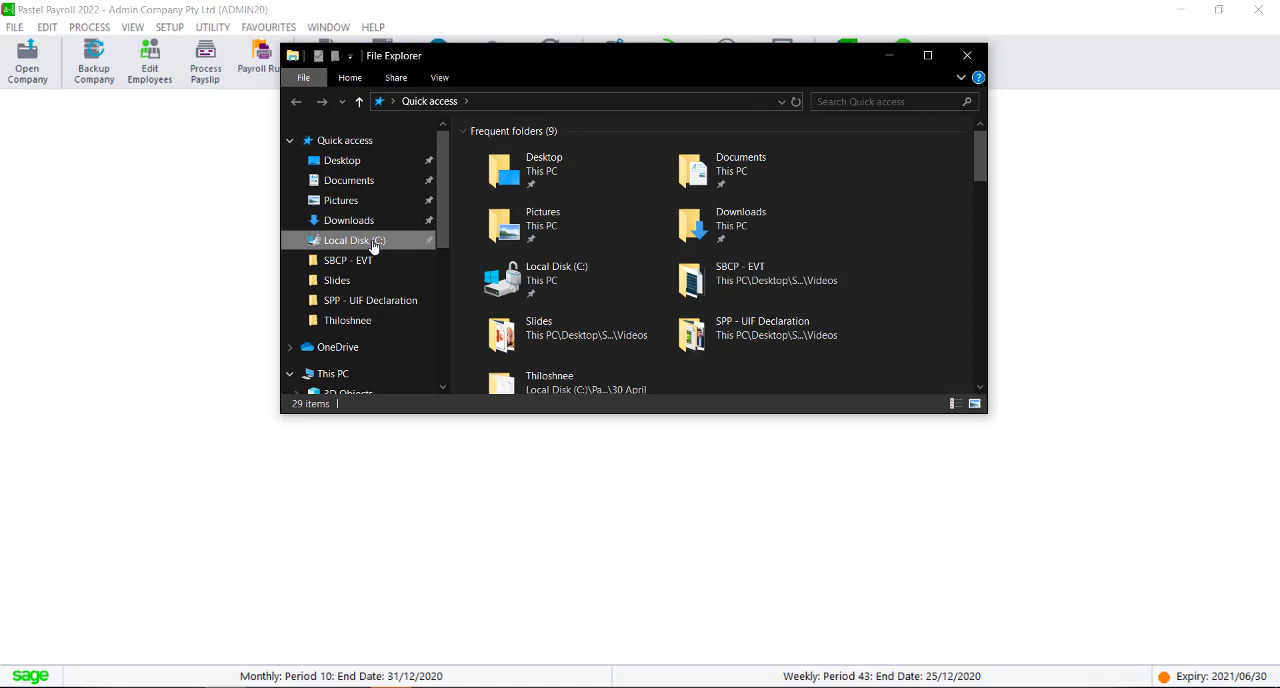 Pastel Payroll 2022 - Admin Company Pty Ltd (ADMIN20)
FILE EDIT PROCESS VIEW SETUP UTILITY FAVOURITES WINDOW HELP
Open Company
Backup Company
Edit Employees
Process Payslip
Payroll Ru
File Explorer
File Home Share View
Quick access
Search Quick access
Quick access
Desktop
Documents
Pictures
Downloads
Local Disk (C:)
SBCP - EVT
Slides
SPP - UIF Declaration
Thiloshnee
OneDrive
This PC
3D Objects
Frequent folders (9)
Desktop
This PC
Documents
This PC
Pictures
This PC
Downloads
This PC
Local Disk (C:)
This PC
SBCP - EVT
This PC\Desktop\S...\Videos
Slides
This PC\Desktop\S...\Videos
SPP - UIF Declaration
This PC\Desktop\S...\Videos
Thiloshnee
Local Disk (C:)\Pa...\30 April
29 items
sage
Monthly: Period 10: End Date: 31/12/2020
Weekly: Period 43: End Date: 25/12/2020
Expiry: 2021/06/30